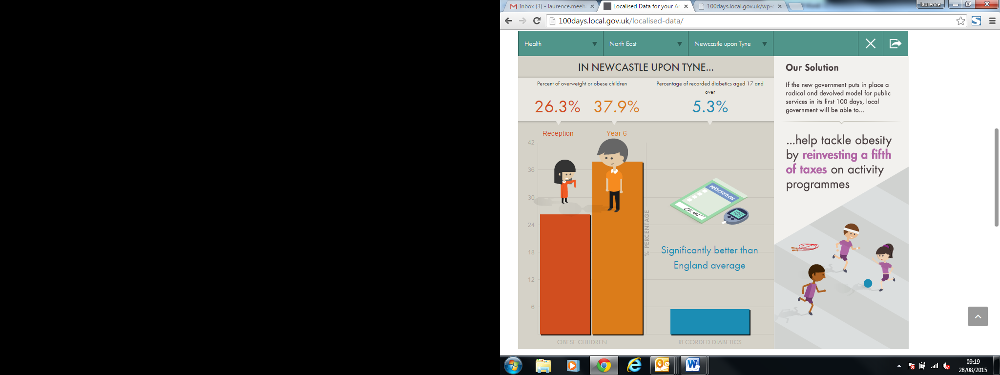 Inbox (3) - laurence.meeh
Localised Data for your Ar
100days.local.gov.uk/wp-c
laurence
100days.local.gov.uk/localised-data/
Health
North East
Newcastle upon Tyne
IN NEWCASTLE UPON TYNE...
Percent of overweight or obese children
26.3%
37.9%
Percentage of recorded diabetics aged 17 and
over
5.3%
Reception
Year 6
42
36
30
24
18
12
6
% PERCENTAGE
PRESCRIPTION
105
Significantly better than
England average
OBESE CHILDREN
RECORDED DIABETICS
Our Solution
If the new government puts in place a
radical and devolved model for public
services in its first 100 days, local
government will be able to...
...help tackle obesity
by reinvesting a fifth
of taxes on activity
programmes
09:19
28/08/2015